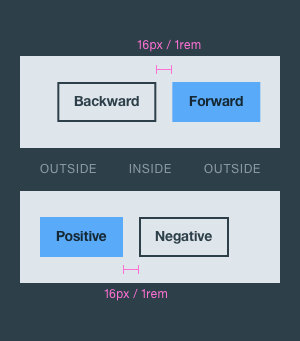 16px / 1rem
Backward Forward
OUTSIDE INSIDE OUTSIDE
Positive Negative
16px / 1rem